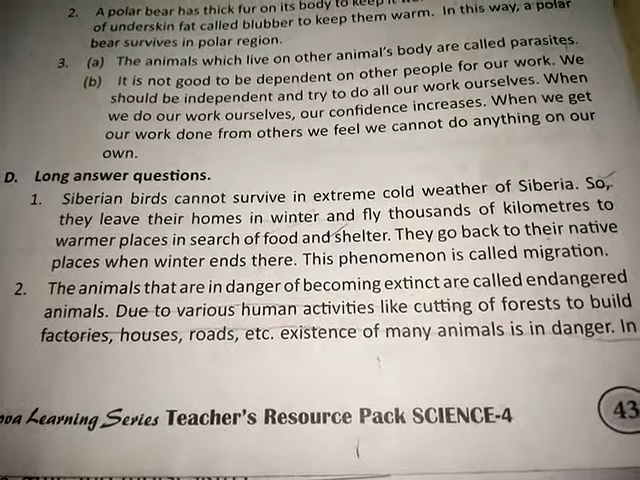 2. A polar bear has thick fur on its body to keep it
of underskin fat called blubber to keep them warm. In this way, a polar
bear survives in polar region.
3. (a) The animals which live on other animal's body are called parasites.
(b) It is not good to be dependent on other people for our work. We
should be independent and try to do all our work ourselves. When
we do our work ourselves, our confidence increases. When we get
our work done from others we feel we cannot do anything on our
own.
D. Long answer questions.
1. Siberian birds cannot survive in extreme cold weather of Siberia. So,
they leave their homes in winter and fly thousands of kilometres to
warmer places in search of food and shelter. They go back to their native
places when winter ends there. This phenomenon is called migration.
2. The animals that are in danger of becoming extinct are called endangered
animals. Due to various human activities like cutting of forests to build
factories, houses, roads, etc. existence of many animals is in danger. In
Learning Series Teacher's Resource Pack SCIENCE-4
43